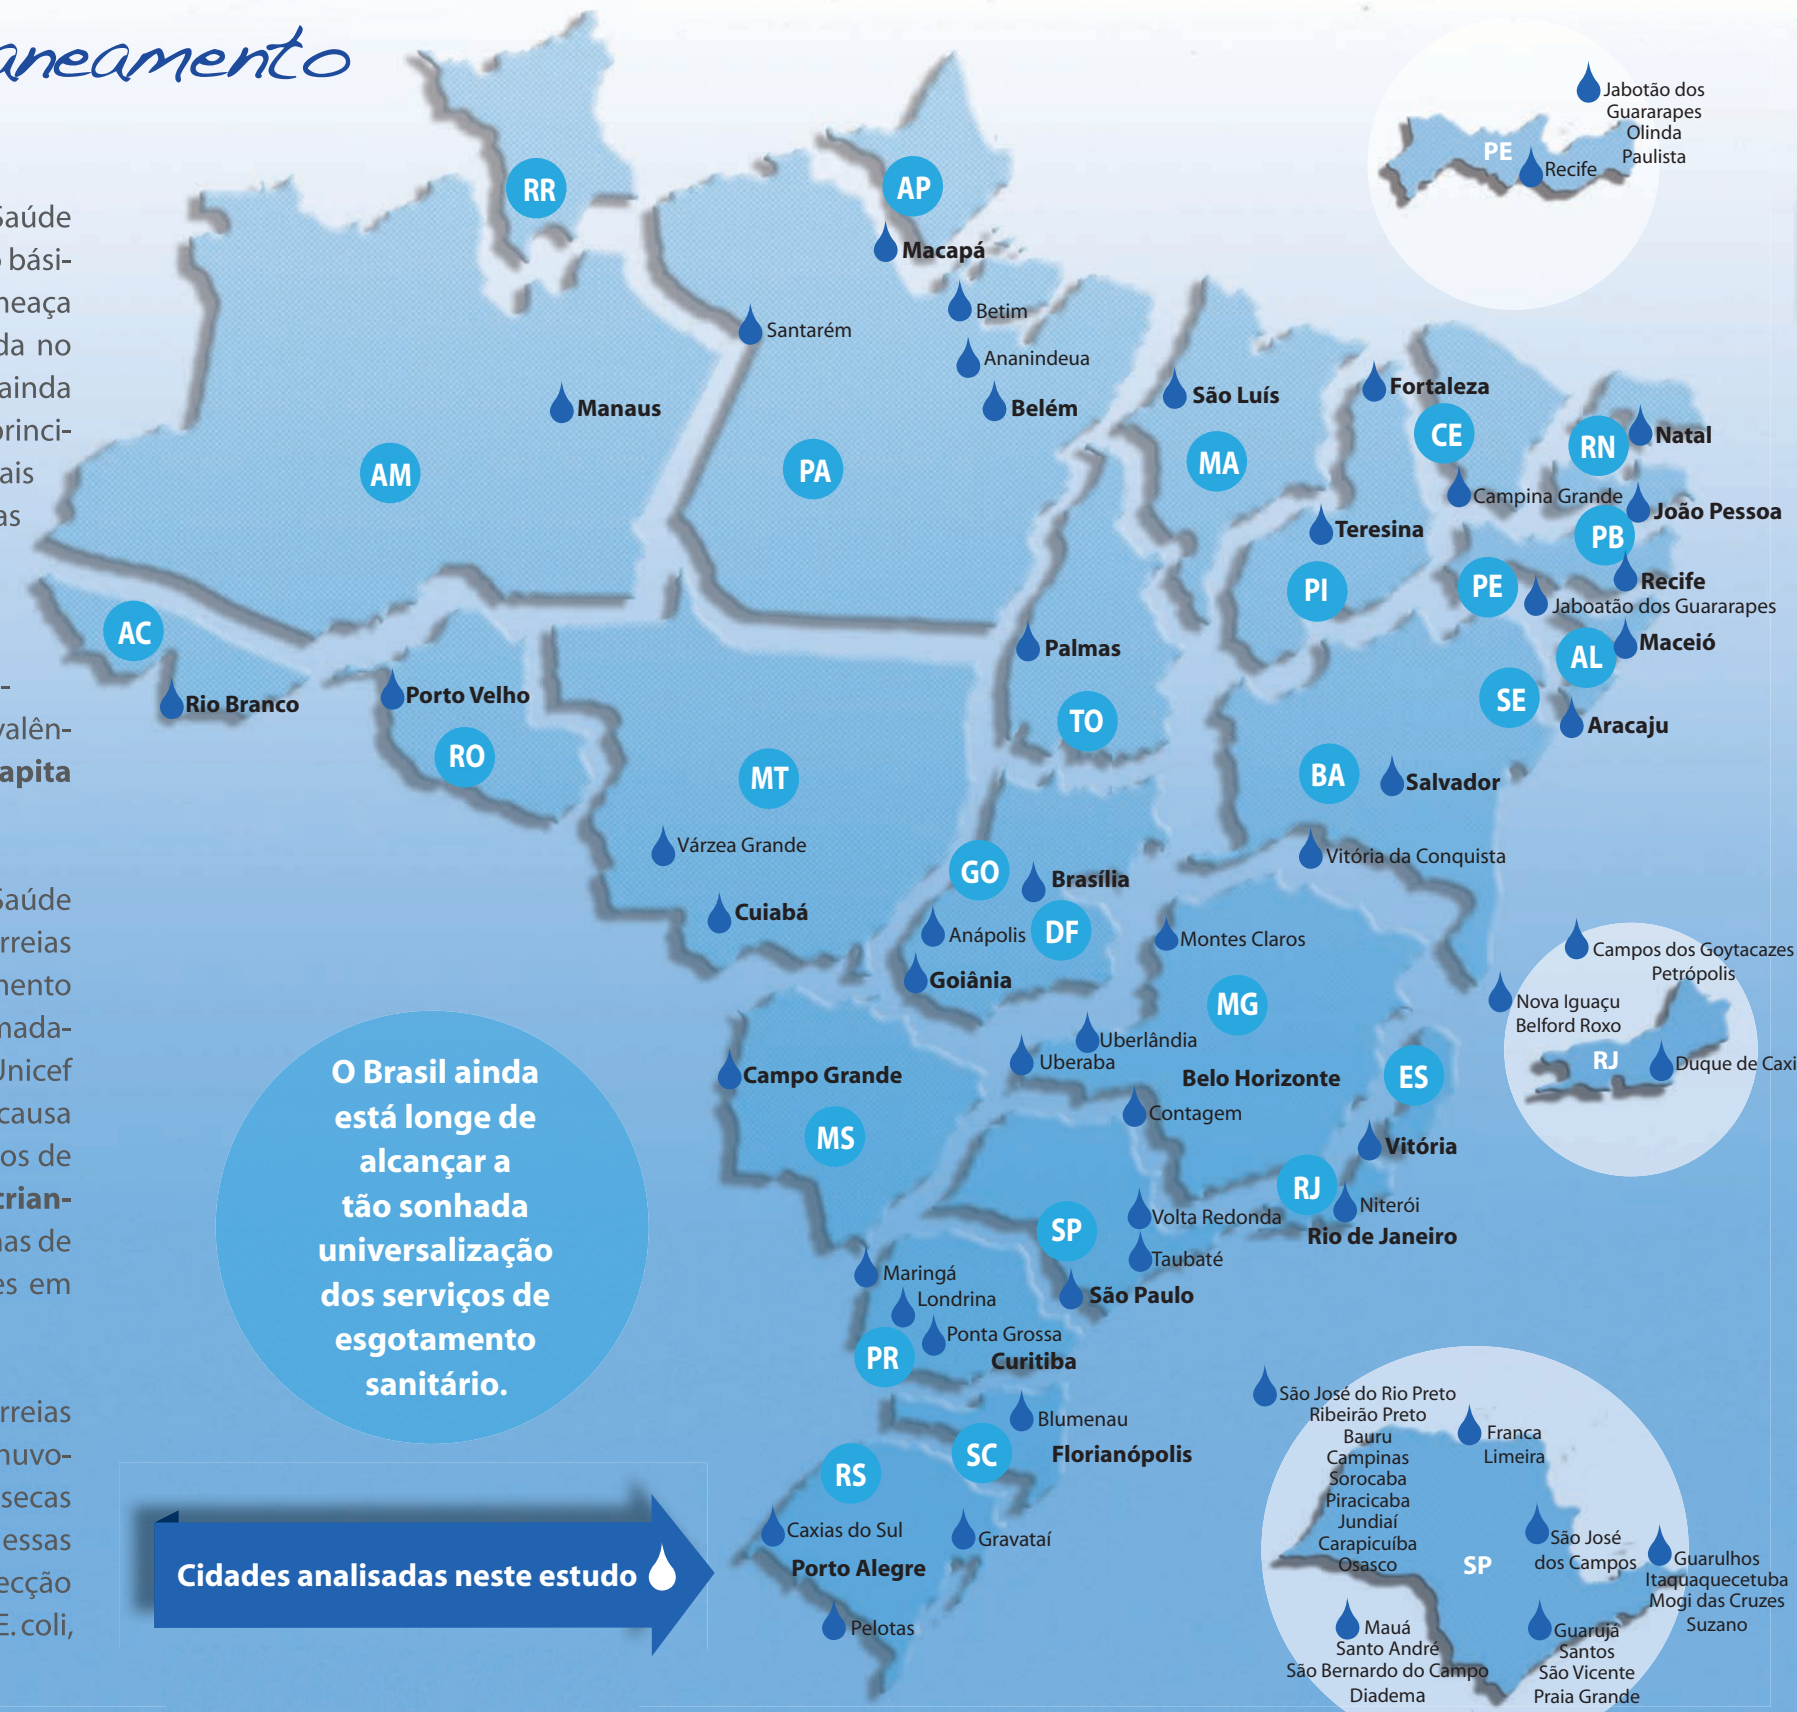 aneamento
Saúde
bási-
neaça
da no
ainda
princi-
ais
as
-
valên-
apita
Saúde
rreias
mento
mada-
Unicef
causa
os de
crian-
nas de
es em
rreias
nuvo-
secas
essas
ecção
E. coli,
RR
AP
Macapá
Betim
Santarém
Ananindeua
Manaus
Belém
AM
PA
São Luís
Fortaleza
MA
CE
RN
Natal
Campina Grande
João Pessoa
Teresina
PB
PI
PE
Recife
Jaboatão dos Guararapes
AC
Palmas
Maceió
AL
Rio Branco
Porto Velho
SE
TO
Aracaju
RO
MT
BA
Salvador
Várzea Grande
Vitória da Conquista
GO
Brasília
Cuiabá
Anápolis
DF
Montes Claros
Goiânia
MG
Uberlândia
Uberaba
Campo Grande
Belo Horizonte
ES
Contagem
MS
Vitória
RJ
Niterói
Volta Redonda
SP
Rio de Janeiro
Taubaté
Maringá
Londrina
São Paulo
Ponta Grossa
PR
Curitiba
Blumenau
SC
Florianópolis
RS
Caxias do Sul
Gravataí
Porto Alegre
Pelotas
Jabotão dos
Guararapes
Olinda
Paulista
PE
Recife
Campos dos Goytacazes
Petrópolis
Nova Iguaçu
Belford Roxo
RJ
Duque de Caxi
São José do Rio Preto
Ribeirão Preto
Bauru
Campinas
Sorocaba
Piracicaba
Jundiaí
Carapicuíba
Osasco
Franca
Limeira
São José
dos Campos
SP
Guarulhos
Itaquaquecetuba
Mogi das Cruzes
Suzano
Mauá
Santo André
São Bernardo do Campo
Diadema
Guarujá
Santos
São Vicente
Praia Grande
O Brasil ainda
está longe de
alcançar a
tão sonhada
universalização
dos serviços de
esgotamento
sanitário.
Cidades analisadas neste estudo